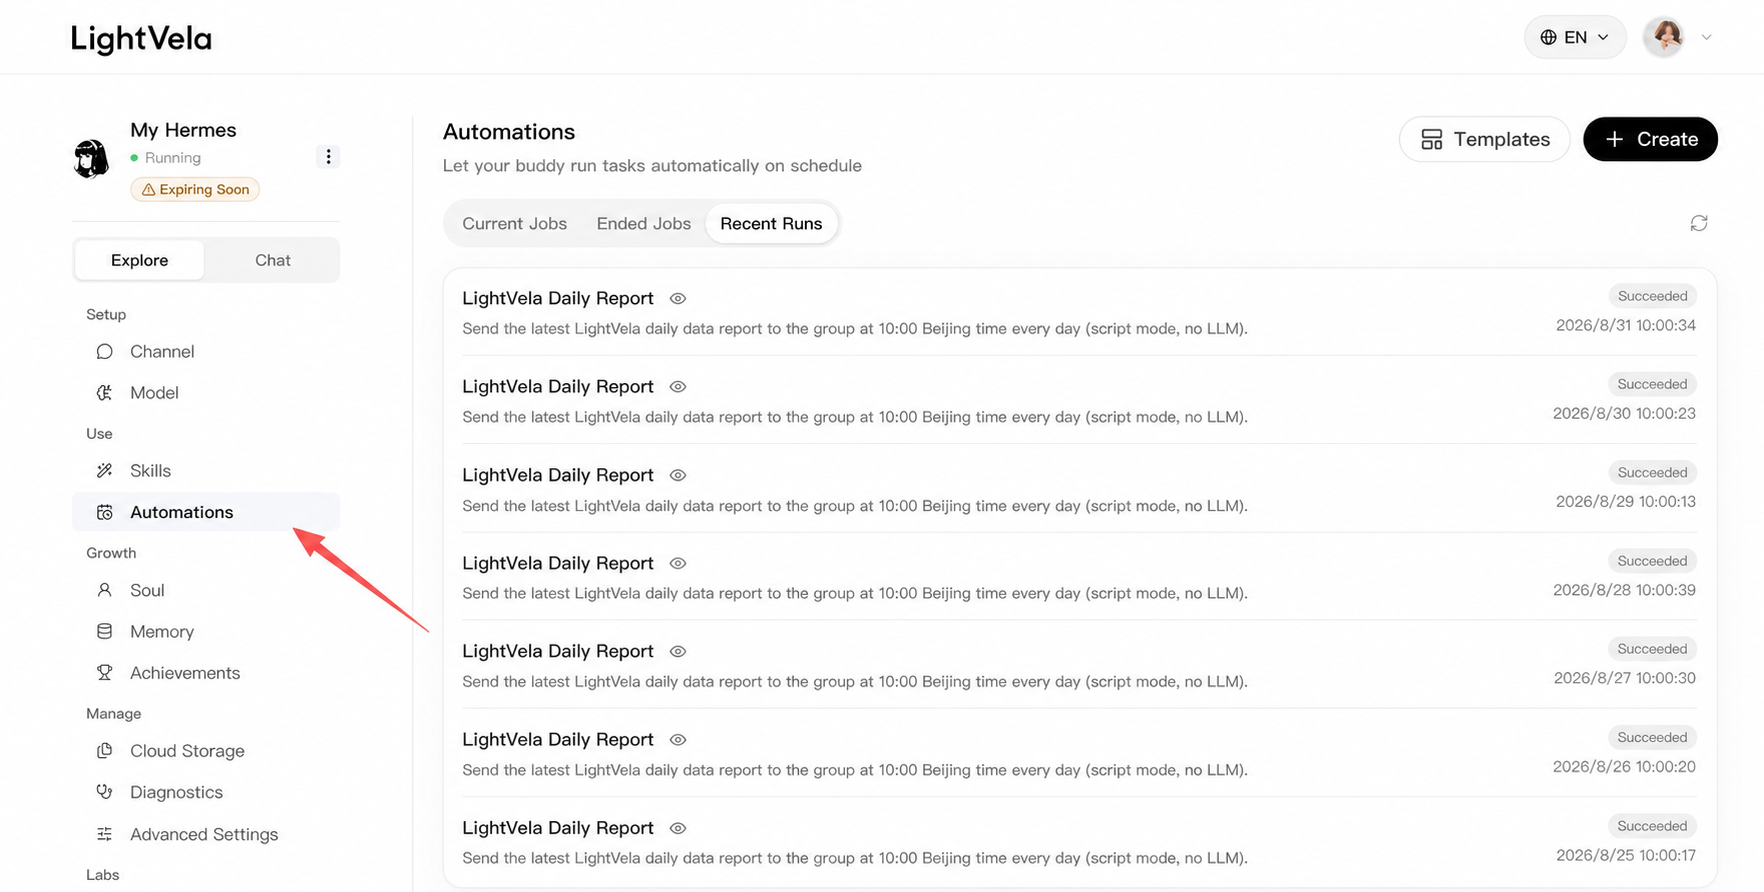 LightVela
EN
My Hermes
Running
Expiring Soon
Explore
Chat
Setup
Channel
Model
Use
Skills
Automations
Growth
Soul
Memory
Achievements
Manage
Cloud Storage
Diagnostics
Advanced Settings
Labs
Automations
Let your buddy run tasks automatically on schedule
Templates
+ Create
Current Jobs
Ended Jobs
Recent Runs
LightVela Daily Report
Succeeded
Send the latest LightVela daily data report to the group at 10:00 Beijing time every day (script mode, no LLM).
2026/8/31 10:00:34
LightVela Daily Report
Succeeded
Send the latest LightVela daily data report to the group at 10:00 Beijing time every day (script mode, no LLM).
2026/8/30 10:00:23
LightVela Daily Report
Succeeded
Send the latest LightVela daily data report to the group at 10:00 Beijing time every day (script mode, no LLM).
2026/8/29 10:00:13
LightVela Daily Report
Succeeded
Send the latest LightVela daily data report to the group at 10:00 Beijing time every day (script mode, no LLM).
2026/8/28 10:00:39
LightVela Daily Report
Succeeded
Send the latest LightVela daily data report to the group at 10:00 Beijing time every day (script mode, no LLM).
2026/8/27 10:00:30
LightVela Daily Report
Succeeded
Send the latest LightVela daily data report to the group at 10:00 Beijing time every day (script mode, no LLM).
2026/8/26 10:00:20
LightVela Daily Report
Succeeded
Send the latest LightVela daily data report to the group at 10:00 Beijing time every day (script mode, no LLM).
2026/8/25 10:00:17